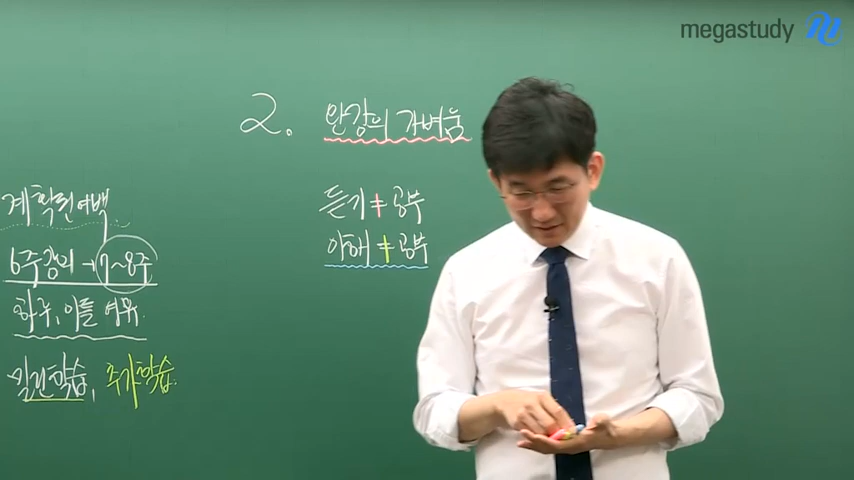 megastudy
2. 완강의 가벼움
듣기 ≠ 공부
이해 ≠ 공부
계획된 여백
6주 강의 → 7~8주
하루, 이틀 여유.
밀린 학습, 추가 학습.